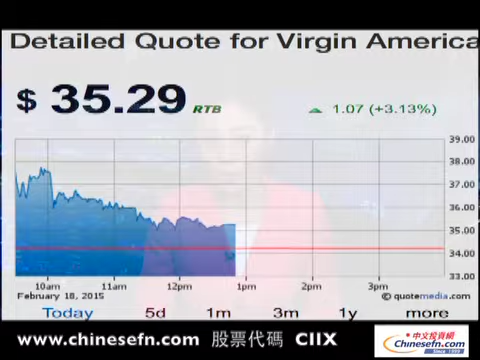 Detailed Quote for Virgin America
$ 35.29 RTB 1.07 (+3.13%)
39.00
38.00
37.00
36.00
35.00
34.00
33.00
10am 11am 12pm 1pm 2pm 3pm
February 18, 2015 © quotemedia.com
Today 5d 1m 3m 1y more
www.chinesefn.com 股票代碼 CIIX
中文投資網
Chinesefn.com
Since 1999